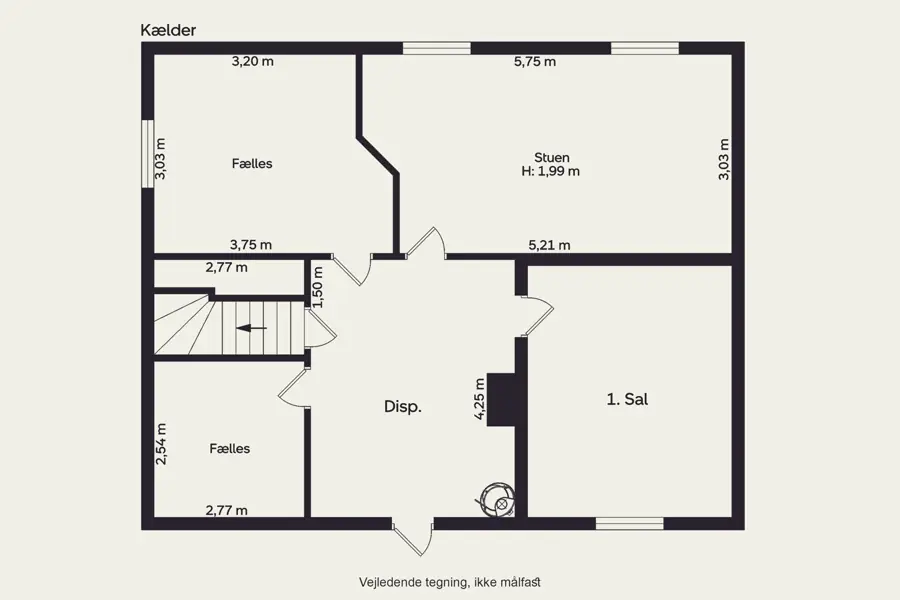 Kælder
3,20 m
5,75 m
3,03 m
Fælles
Stuen
H: 1,99 m
3,03 m
3,75 m
5,21 m
2,77 m
1,50 m
Disp.
4,25 m
1. Sal
2,54 m
Fælles
2,77 m
Vejledende tegning, ikke målfast